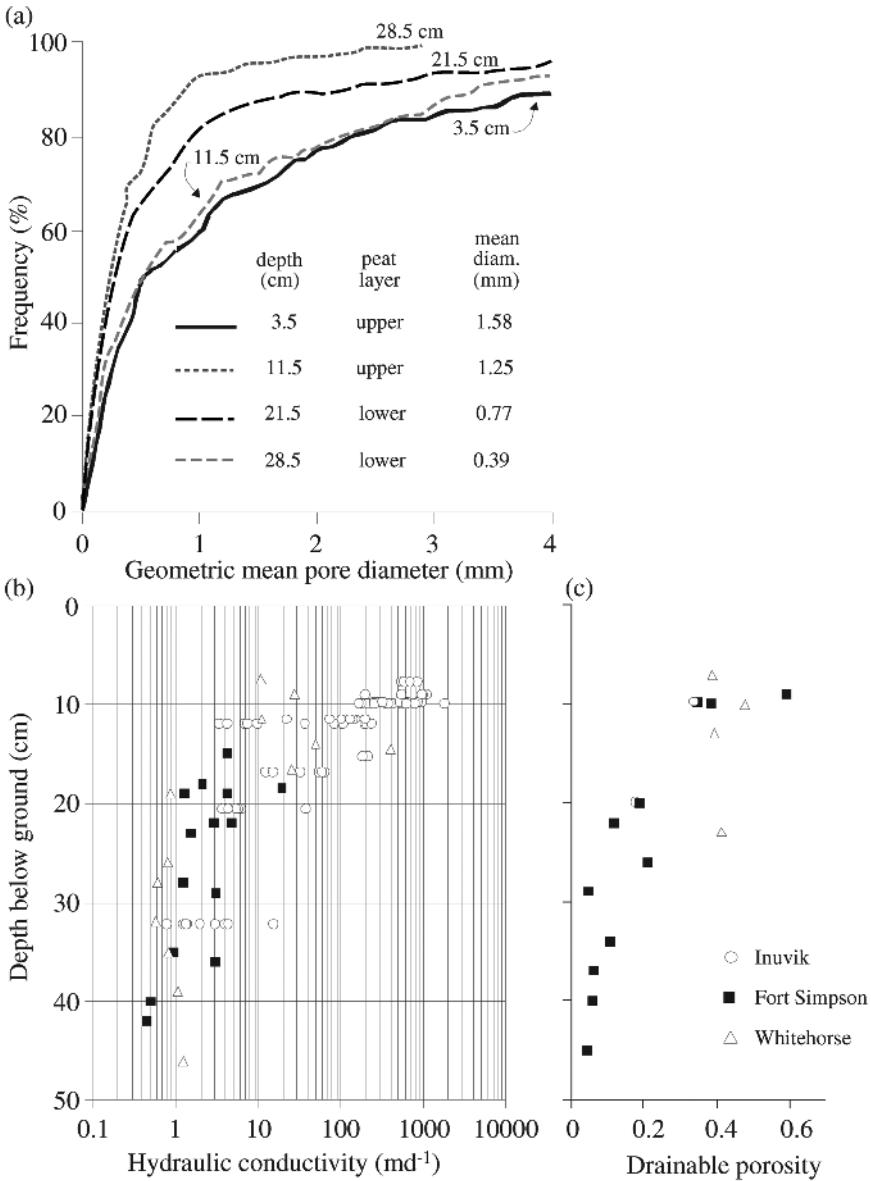 (a)
100
80
60
40
20
0
Frequency (%)
28.5 cm
21.5 cm
11.5 cm
3.5 cm
depth peat mean
(cm) layer diam.
(mm)
3.5 upper 1.58
11.5 upper 1.25
21.5 lower 0.77
28.5 lower 0.39
0 1 2 3 4
Geometric mean pore diameter (mm)
(b)
0
10
20
30
40
50
Depth below ground (cm)
0.1 1 10 100 1000 10000
Hydraulic conductivity (md⁻¹)
(c)
Inuvik
Fort Simpson
Whitehorse
0 0.2 0.4 0.6
Drainable porosity